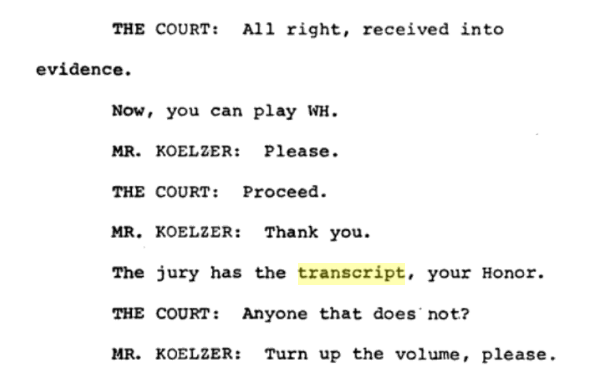 THE COURT: All right, received into
evidence.
Now, you can play WH.
MR. KOELZER: Please.
THE COURT: Proceed.
MR. KOELZER: Thank you.
The jury has the transcript, your Honor.
THE COURT: Anyone that does not?
MR. KOELZER: Turn up the volume, please.